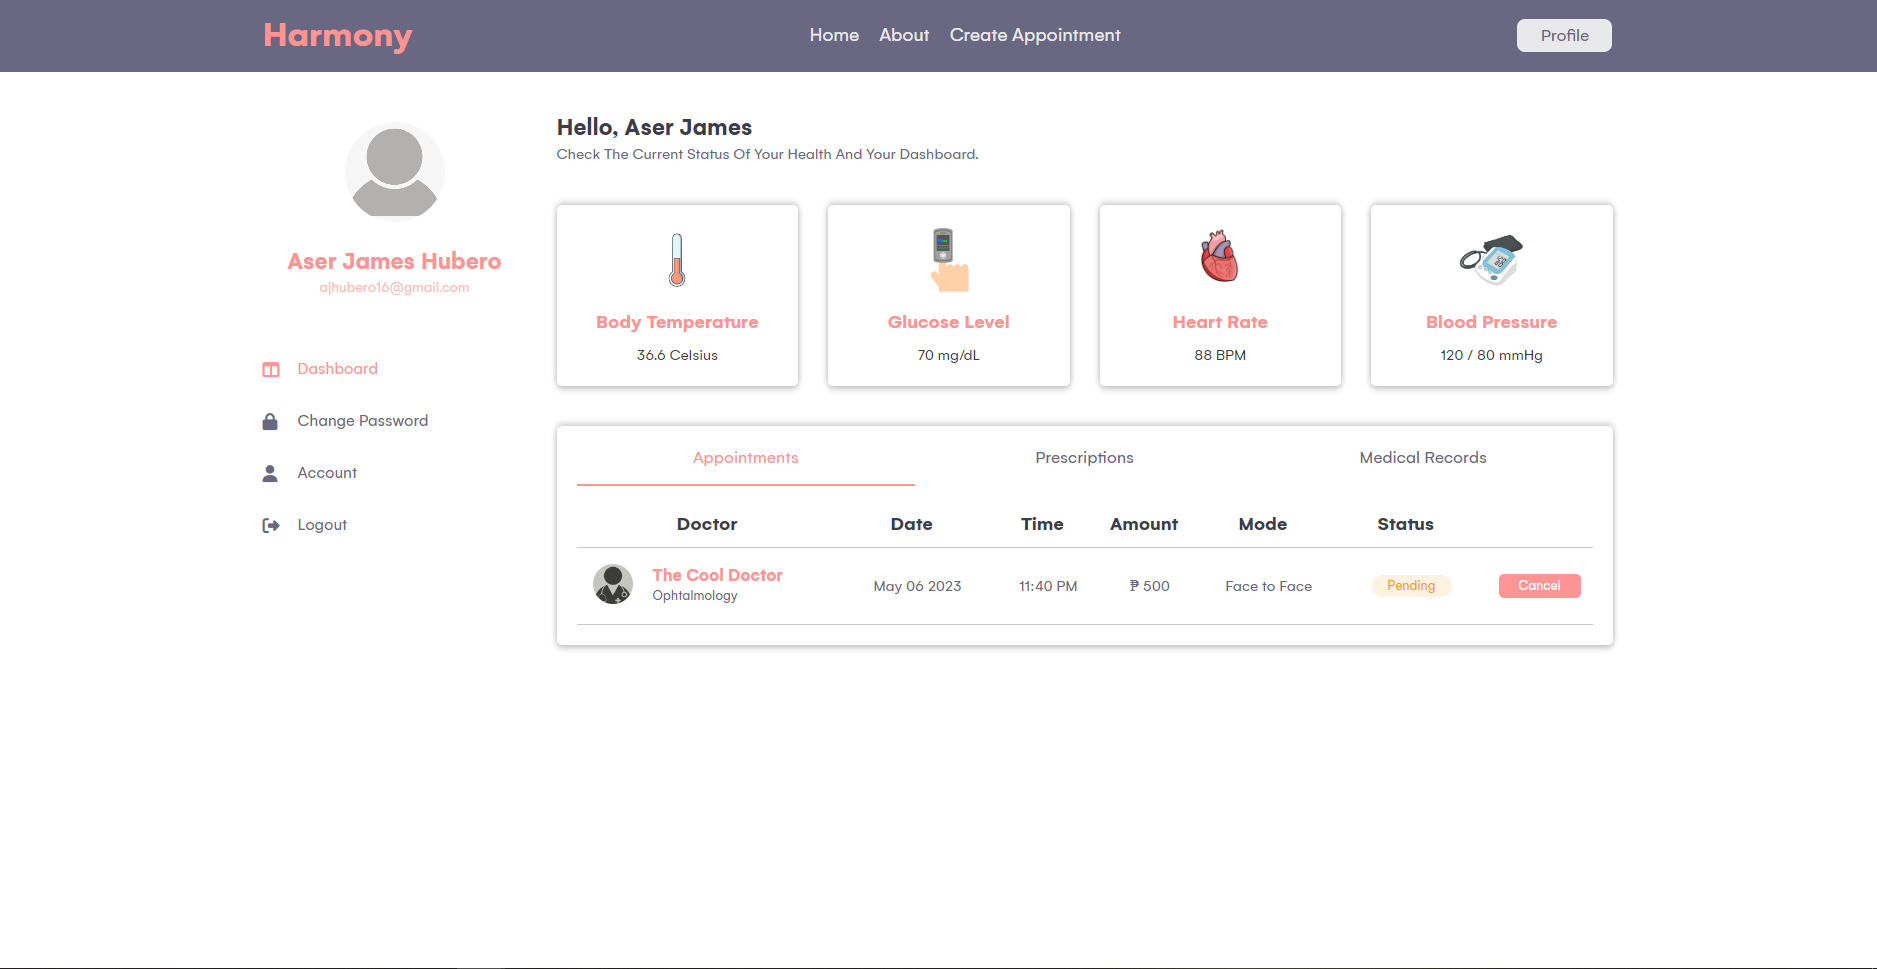 Harmony
Home About Create Appointment
Profile
Aser James Hubero
ajhubero16@gmail.com
Dashboard
Change Password
Account
Logout
Hello, Aser James
Check The Current Status Of Your Health And Your Dashboard.
Body Temperature
36.6 Celsius
Glucose Level
70 mg/dL
Heart Rate
88 BPM
Blood Pressure
120 / 80 mmHg
Appointments Prescriptions Medical Records
Doctor Date Time Amount Mode Status
The Cool Doctor
Ophtalmology
May 06 2023 11:40 PM ₱ 500 Face to Face Pending Cancel